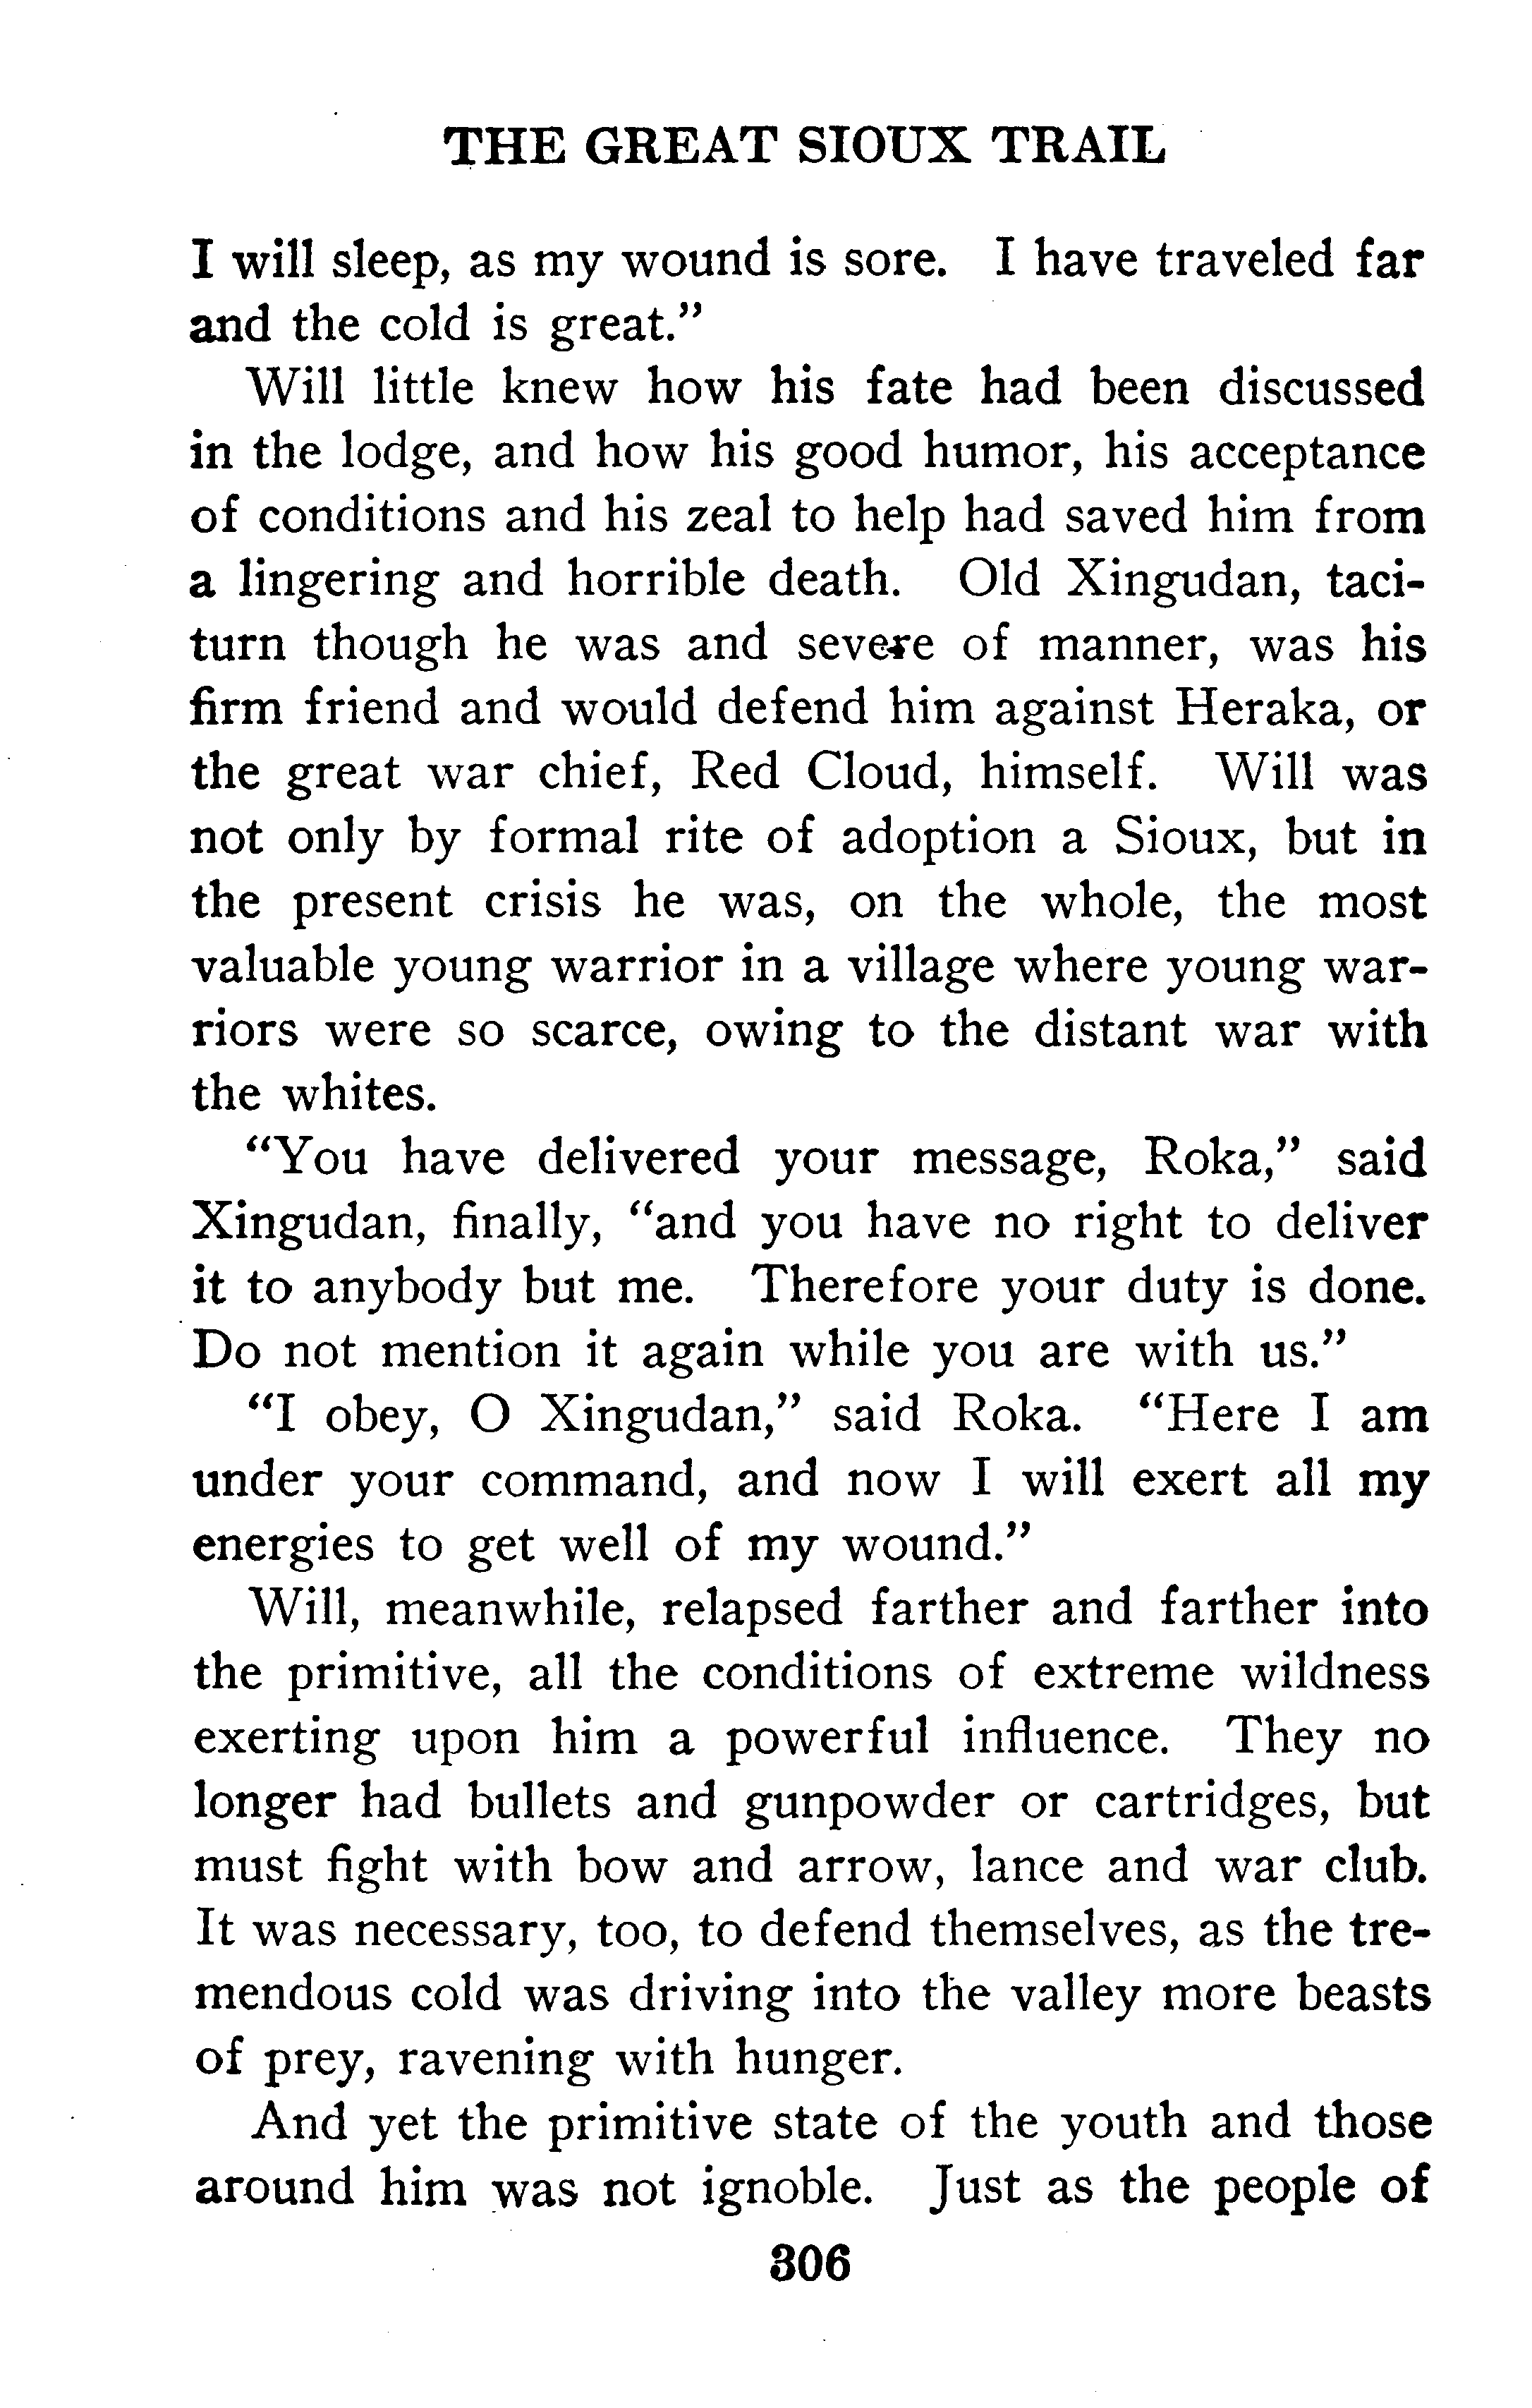 THE GREAT SIOUX TRAIL
I will sleep, as my wound is sore. I have traveled far
and the cold is great."
Will little knew how his fate had been discussed
in the lodge, and how his good humor, his acceptance
of conditions and his zeal to help had saved him from
a lingering and horrible death. Old Xingudan, taci-
turn though he was and severe of manner, was his
firm friend and would defend him against Heraka, or
the great war chief, Red Cloud, himself. Will was
not only by formal rite of adoption a Sioux, but in
the present crisis he was, on the whole, the most
valuable young warrior in a village where young war-
riors were so scarce, owing to the distant war with
the whites.
"You have delivered your message, Roka," said
Xingudan, finally, "and you have no right to deliver
it to anybody but me. Therefore your duty is done.
Do not mention it again while you are with us."
"I obey, O Xingudan," said Roka. "Here I am
under your command, and now I will exert all my
energies to get well of my wound."
Will, meanwhile, relapsed farther and farther into
the primitive, all the conditions of extreme wildness
exerting upon him a powerful influence. They no
longer had bullets and gunpowder or cartridges, but
must fight with bow and arrow, lance and war club.
It was necessary, too, to defend themselves, as the tre-
mendous cold was driving into the valley more beasts
of prey, ravening with hunger.
And yet the primitive state of the youth and those
around him was not ignoble. Just as the people of
306